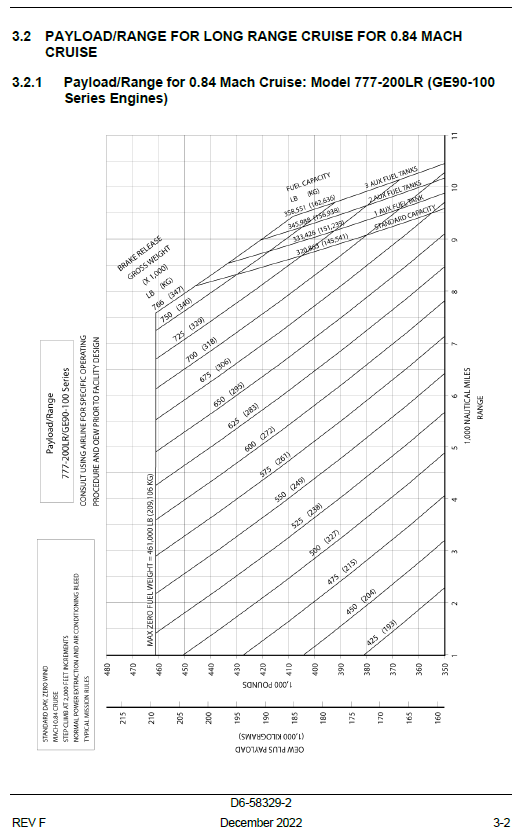 3.2 PAYLOAD/RANGE FOR LONG RANGE CRUISE FOR 0.84 MACH
CRUISE
3.2.1 Payload/Range for 0.84 Mach Cruise: Model 777-200LR (GE90-100
Series Engines)
Payload/Range
777-200LR/GE90-100 Series
CONSULT USING AIRLINE FOR SPECIFIC OPERATING
PROCEDURE AND OEW PRIOR TO FACILITY DESIGN
STANDARD DAY, ZERO WIND
MACH 0.84 CRUISE
STEP CLIMB AT 2,000 FEET INCREMENTS
NORMAL POWER EXTRACTION AND AIR CONDITIONING BLEED
TYPICAL MISSION RULES
BRAKE RELEASE
GROSS WEIGHT
(X 1,000)
LB (KG)
766 (347)
750 (340)
725 (329)
700 (318)
675 (306)
650 (295)
625 (283)
600 (272)
575 (261)
550 (249)
525 (238)
500 (227)
475 (215)
450 (204)
425 (193)
FUEL CAPACITY
LB (KG)
358,551 (162,636) 3 AUX FUEL TANKS
345,988 (156,938) 2 AUX FUEL TANKS
333,426 (151,239) 1 AUX FUEL TANK
320,863 (145,541) STANDARD CAPACITY
MAX ZERO FUEL WEIGHT = 461,000 LB (209,106 KG)
1 2 3 4 5 6 7 8 9 10 11
1,000 NAUTICAL MILES
RANGE
480 470 460 450 440 430 420 410 400 390 380 370 360 350
1,000 POUNDS
215 210 205 200 195 190 185 180 175 170 165 160
(1,000 KILOGRAMS)
OEW PLUS PAYLOAD
D6-58329-2
REV F December 2022 3-2